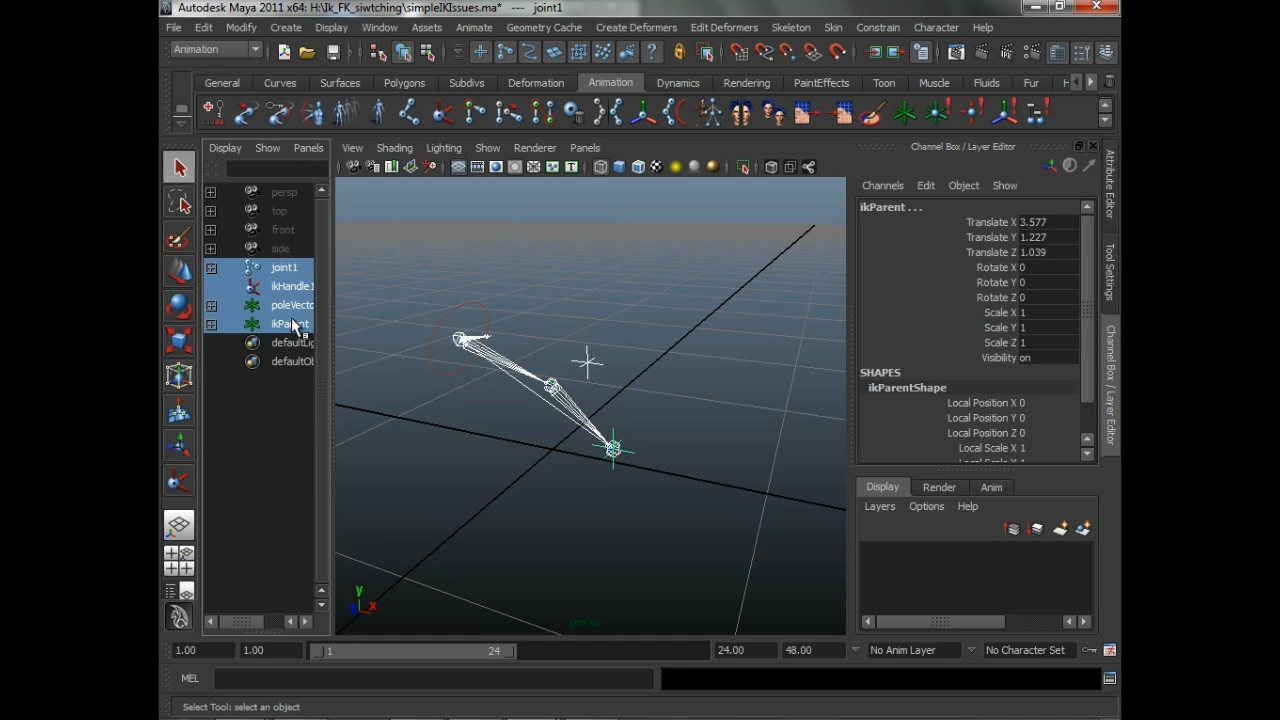 Autodesk Maya 2011 x64: H:\Ik_FK_siwtching\simpleIKIssues.ma* --- joint1
File Edit Modify Create Display Window Assets Animate Geometry Cache Create Deformers Edit Deformers Skeleton Skin Constrain Character Help
Animation
General Curves Surfaces Polygons Subdivs Deformation Animation Dynamics Rendering PaintEffects Toon Muscle Fluids Fur H
Display Show Panels
View Shading Lighting Show Renderer Panels
Channel Box / Layer Editor
persp
top
front
side
joint1
ikHandle1
poleVecto
ikParent
defaultLig
defaultOb
Channels Edit Object Show
ikParent . . .
Translate X 3.577
Translate Y 1.227
Translate Z 1.039
Rotate X 0
Rotate Y 0
Rotate Z 0
Scale X 1
Scale Y 1
Scale Z 1
Visibility on
SHAPES
ikParentShape
Local Position X 0
Local Position Y 0
Local Position Z 0
Local Scale X 1
Display Render Anim
Layers Options Help
Attribute Editor
Tool Settings
Channel Box / Layer Editor
y
x
persp
1.00 1.00 1 24 24.00 48.00 No Anim Layer No Character Set
MEL
Select Tool: select an object